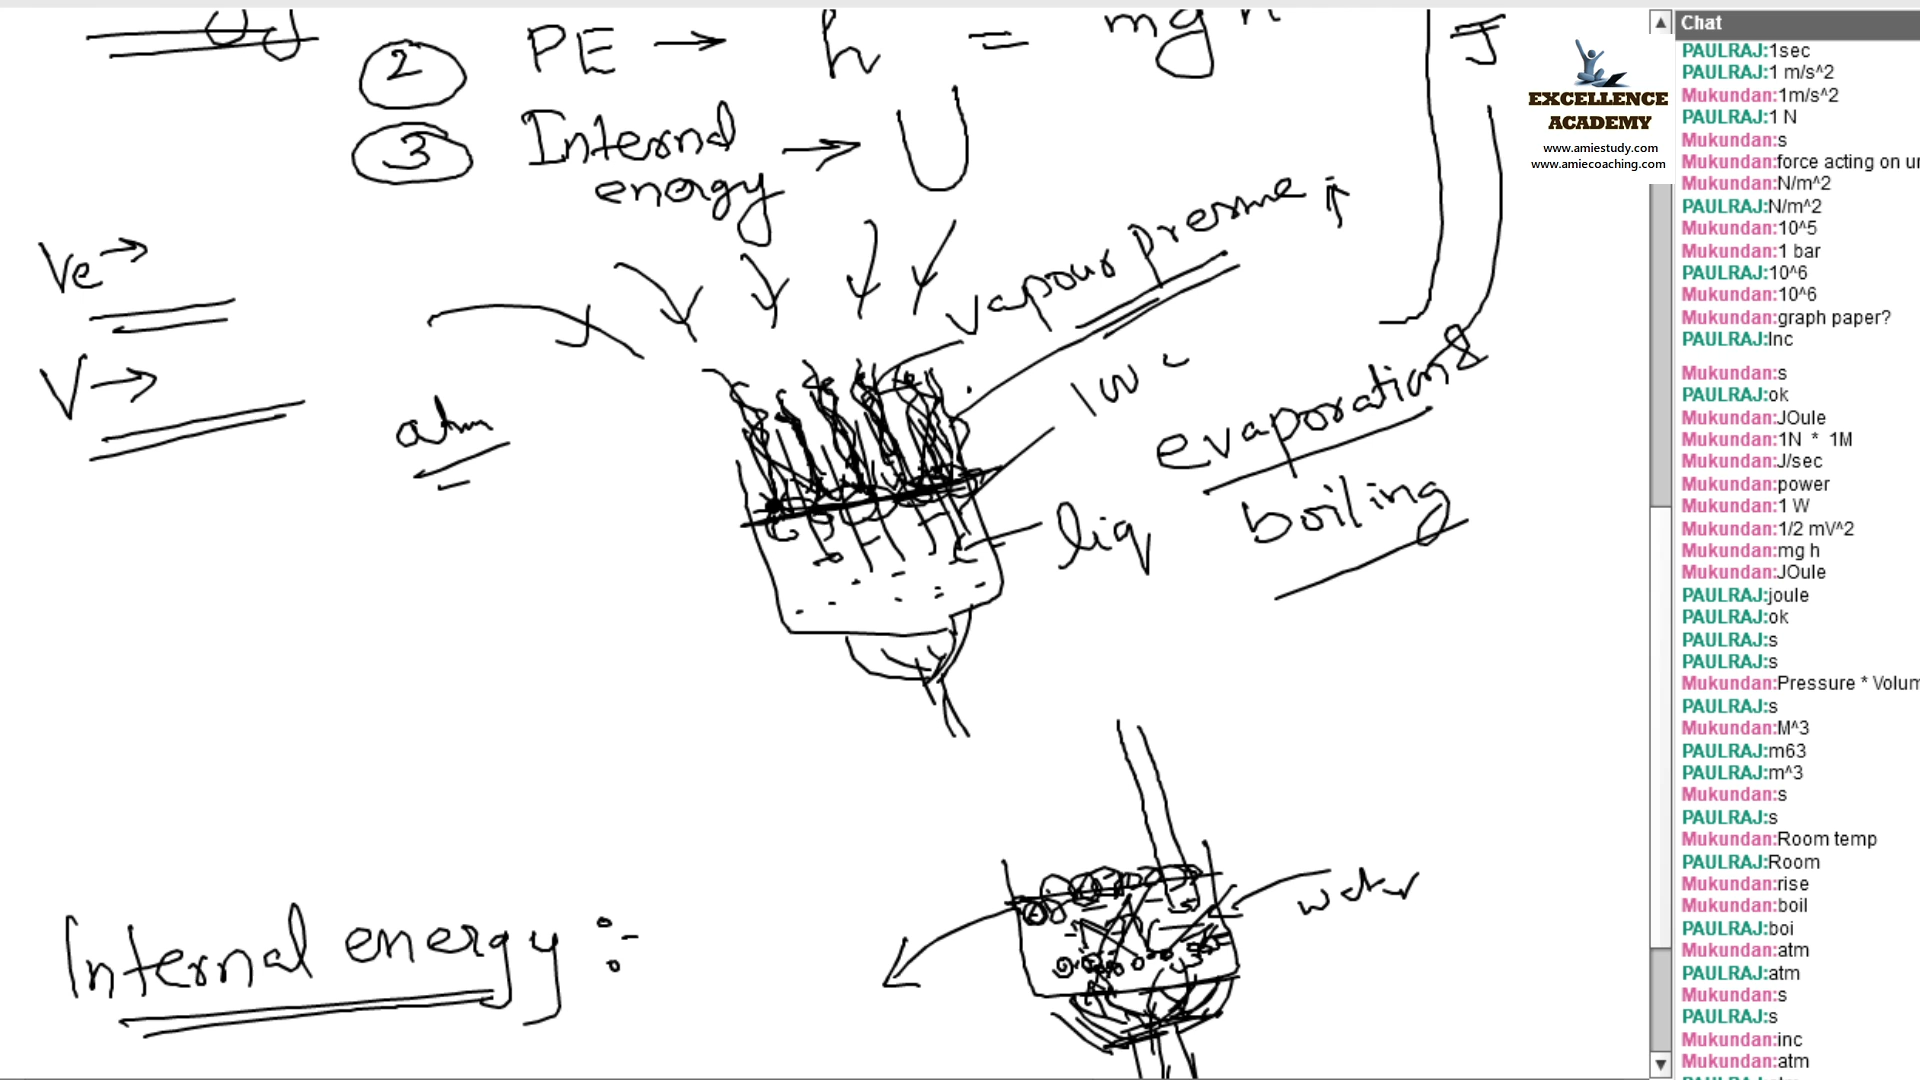 ② PE → h = mgh J
③ Internal energy → U
Ve →
V →
vapour pressure ↑
atm
100 c
evaporation &
boiling
liq
water
Internal energy :-
EXCELLENCE
ACADEMY
www.amiestudy.com
www.amiecoaching.com
Chat
PAULRAJ:1sec
PAULRAJ:1 m/s^2
Mukundan:1m/s^2
PAULRAJ:1 N
Mukundan:s
Mukundan:force acting on
Mukundan:N/m^2
PAULRAJ:N/m^2
Mukundan:10^5
Mukundan:1 bar
PAULRAJ:10^6
Mukundan:10^6
Mukundan:graph paper?
PAULRAJ:Inc
Mukundan:s
PAULRAJ:ok
Mukundan:JOule
Mukundan:1N * 1M
Mukundan:J/sec
Mukundan:power
Mukundan:1 W
Mukundan:1/2 mV^2
Mukundan:mg h
Mukundan:JOule
PAULRAJ:joule
PAULRAJ:ok
PAULRAJ:s
PAULRAJ:s
Mukundan:Pressure * Volum
PAULRAJ:s
Mukundan:M^3
PAULRAJ:m63
PAULRAJ:m^3
Mukundan:s
PAULRAJ:s
Mukundan:Room temp
PAULRAJ:Room
Mukundan:rise
Mukundan:boil
PAULRAJ:boi
Mukundan:atm
PAULRAJ:atm
Mukundan:s
PAULRAJ:s
Mukundan:inc
Mukundan:atm